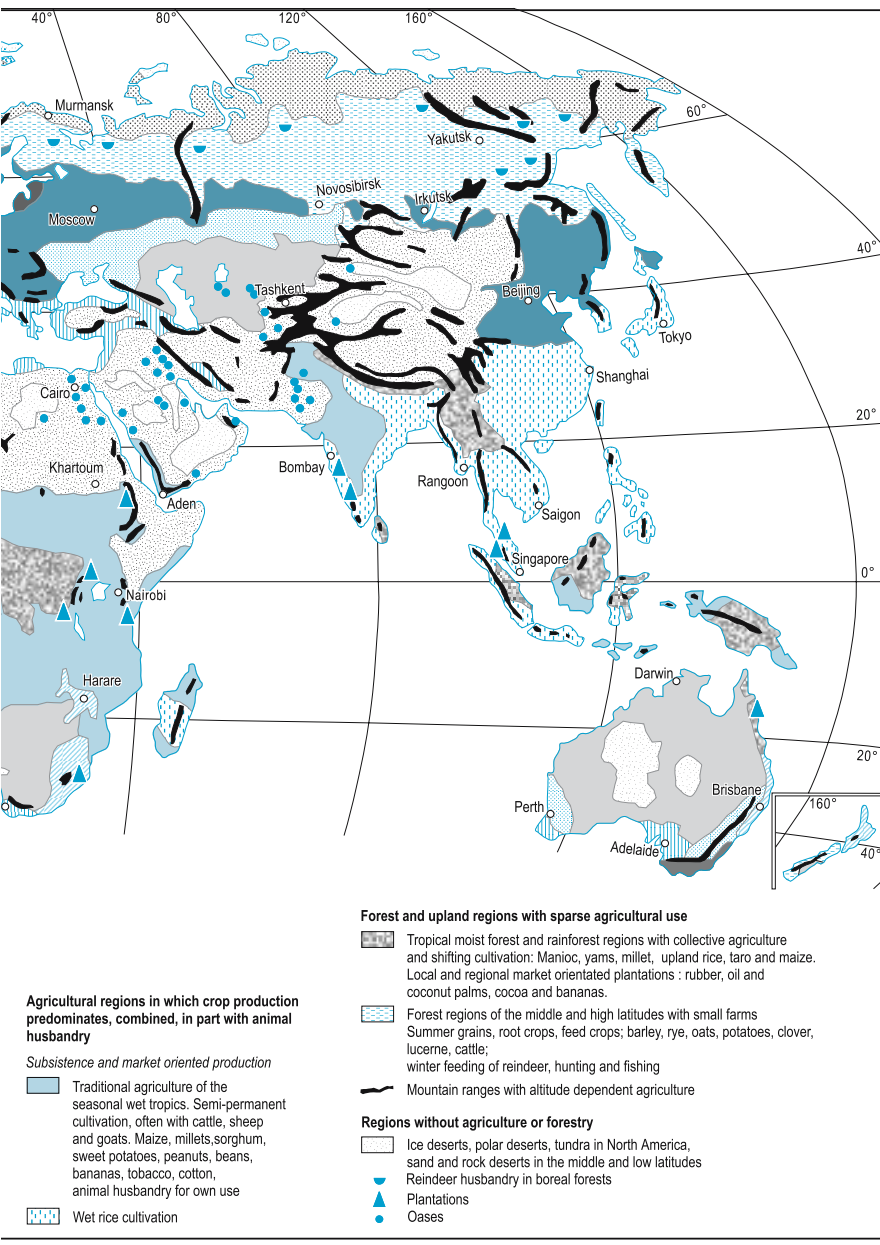 40° 80° 120° 160°
Murmansk
60°
Yakutsk
Novosibirsk
Irkutsk
Moscow
40°
Tashkent
Beijing
Tokyo
Shanghai
Cairo
20°
Khartoum
Bombay
Rangoon
Aden
Saigon
Singapore
0°
Nairobi
Darwin
Harare
20°
Brisbane
160°
Perth
Adelaide
40°
Forest and upland regions with sparse agricultural use
Tropical moist forest and rainforest regions with collective agriculture
and shifting cultivation: Manioc, yams, millet, upland rice, taro and maize.
Local and regional market orientated plantations : rubber, oil and
coconut palms, cocoa and bananas.
Forest regions of the middle and high latitudes with small farms
Summer grains, root crops, feed crops; barley, rye, oats, potatoes, clover,
lucerne, cattle;
winter feeding of reindeer, hunting and fishing
Mountain ranges with altitude dependent agriculture
Regions without agriculture or forestry
Ice deserts, polar deserts, tundra in North America,
sand and rock deserts in the middle and low latitudes
Reindeer husbandry in boreal forests
Plantations
Oases
Agricultural regions in which crop production
predominates, combined, in part with animal
husbandry
Subsistence and market oriented production
Traditional agriculture of the
seasonal wet tropics. Semi-permanent
cultivation, often with cattle, sheep
and goats. Maize, millets,sorghum,
sweet potatoes, peanuts, beans,
bananas, tobacco, cotton,
animal husbandry for own use
Wet rice cultivation